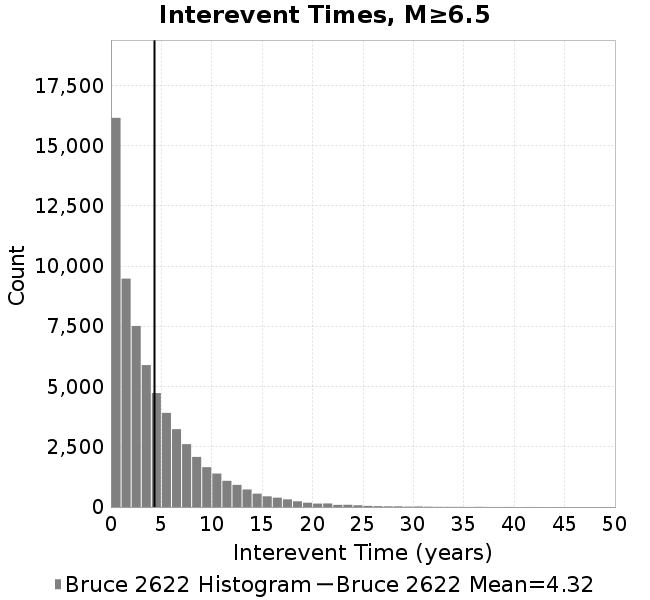 Interevent Times, M≥6.5
17,500
15,000
12,500
10,000
7,500
5,000
2,500
0
Count
0 5 10 15 20 25 30 35 40 45 50
Interevent Time (years)
Bruce 2622 Histogram Bruce 2622 Mean=4.32